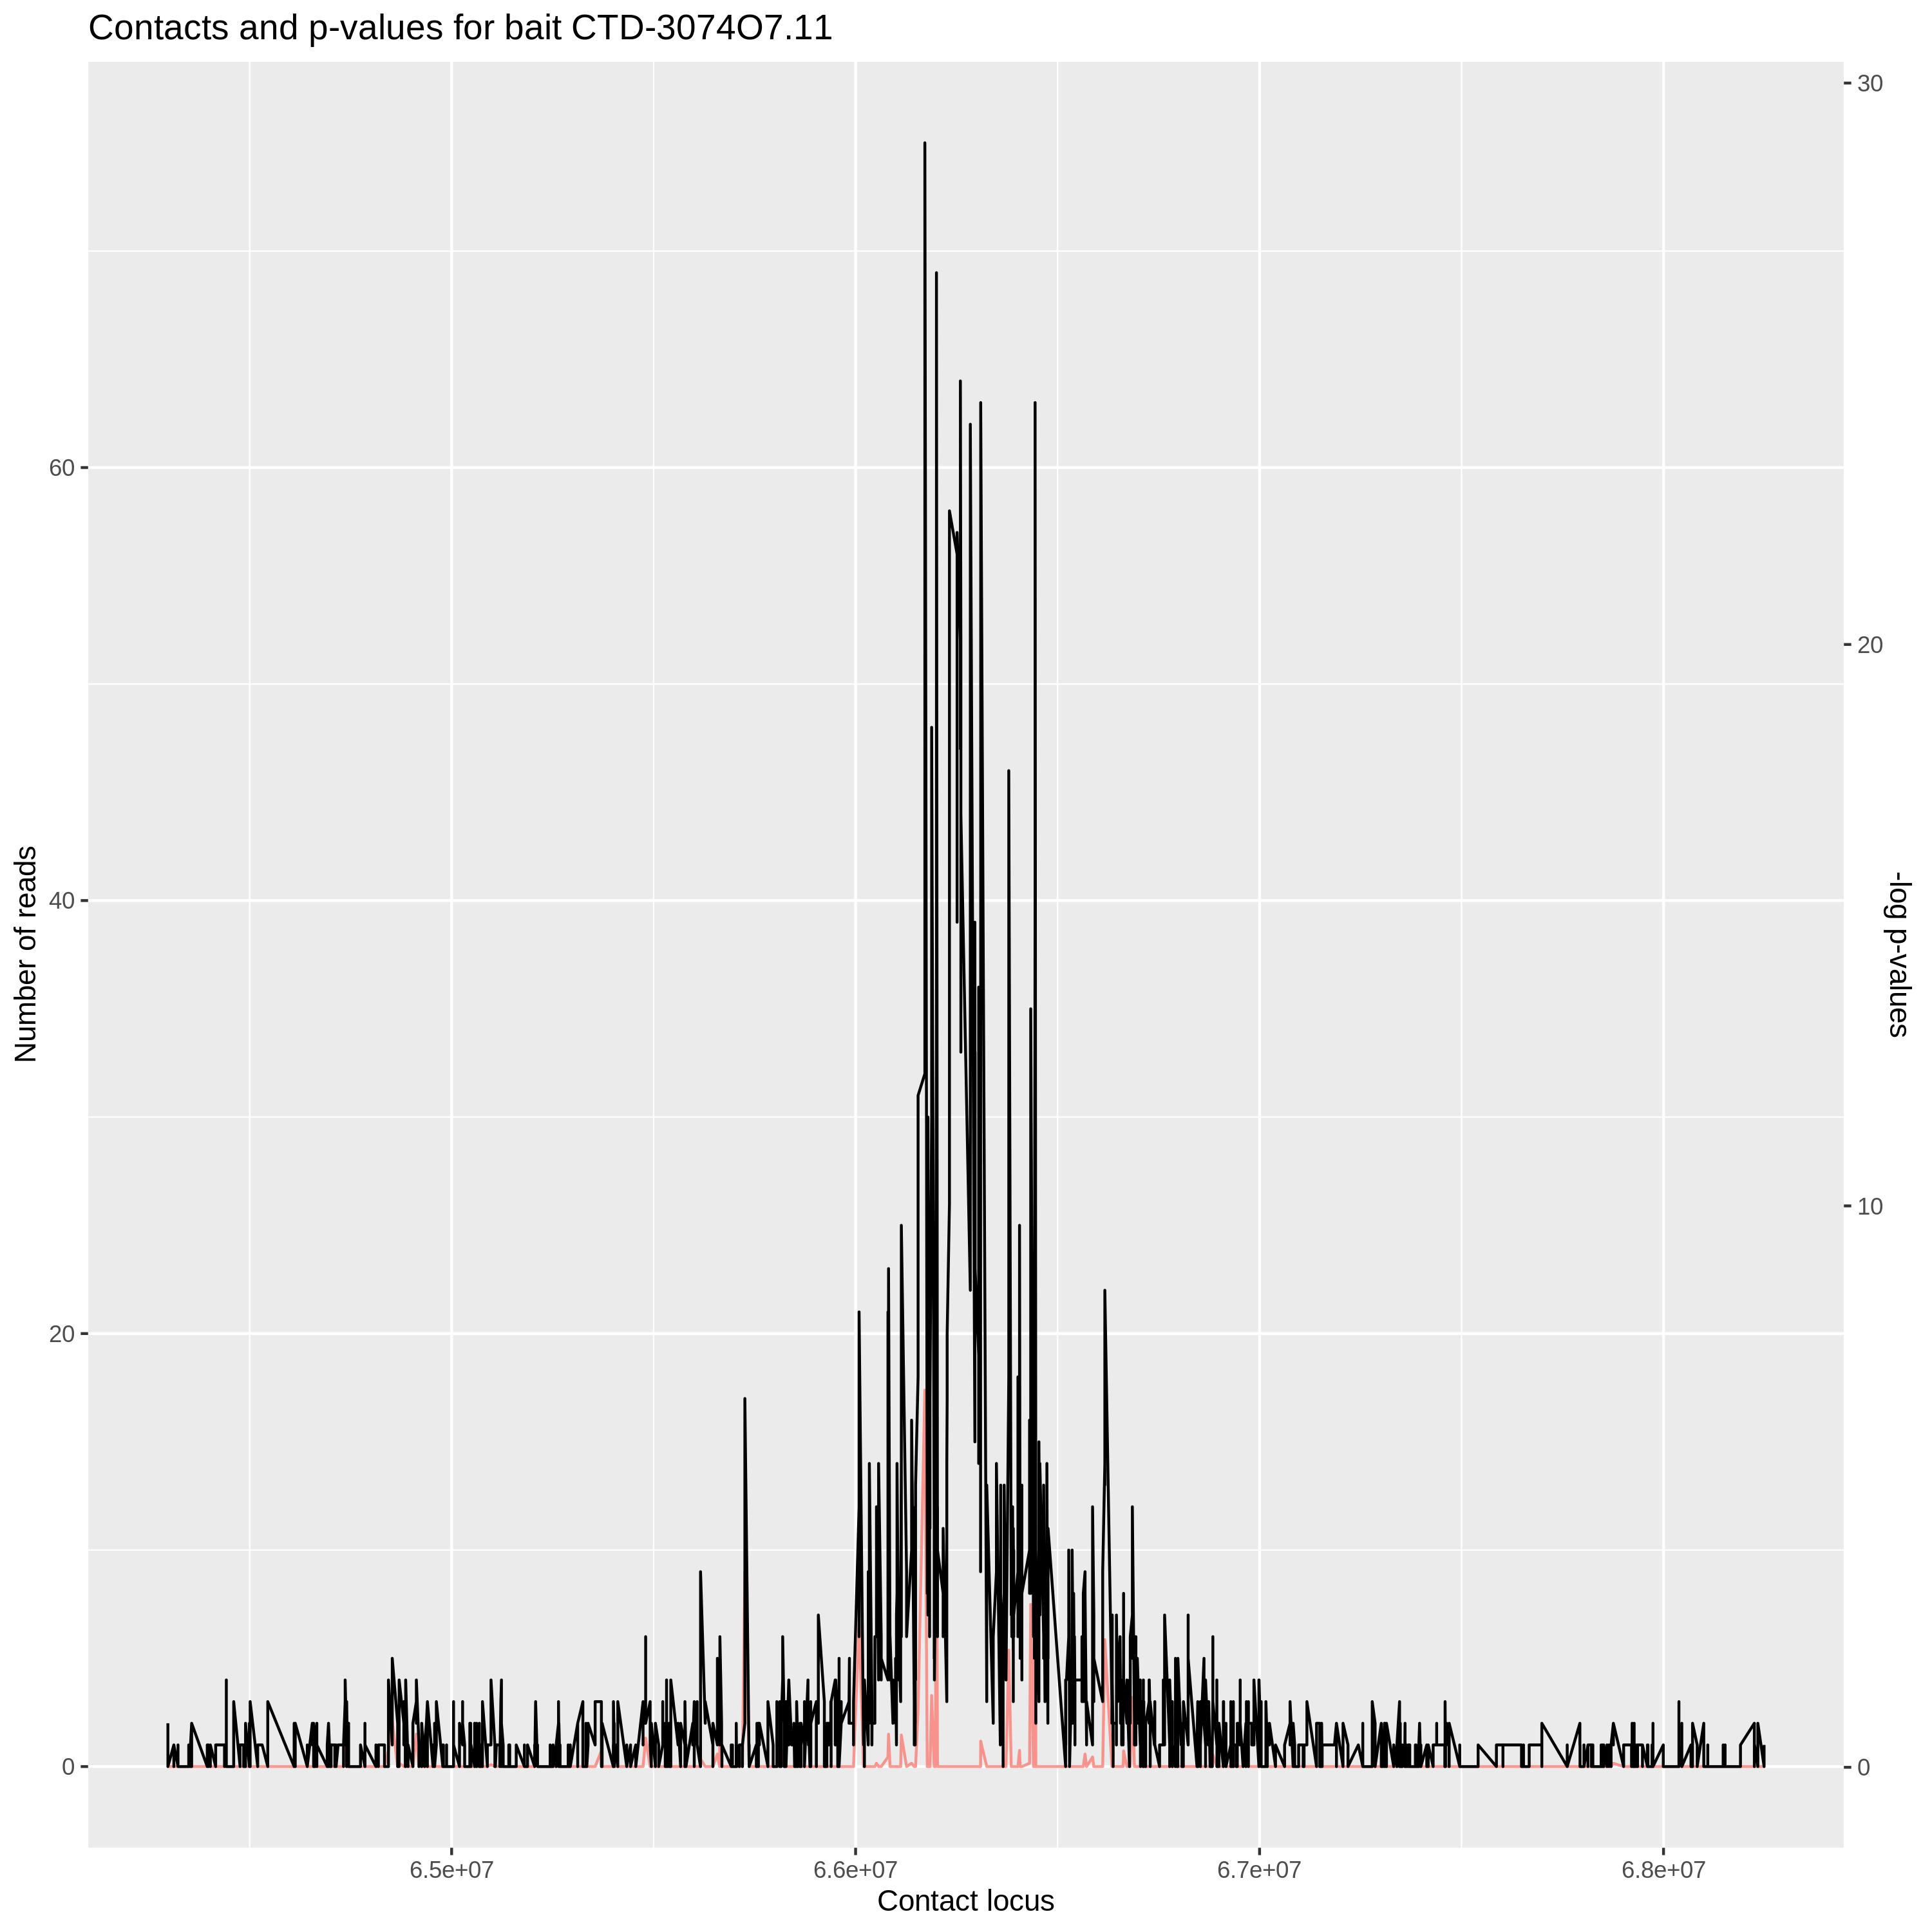 Contacts and p-values for bait CTD-3074O7.11
30
60
20
40
10
20
0
0
Number of reads
-log p-values
6.5e+07
6.6e+07
6.7e+07
6.8e+07
Contact locus